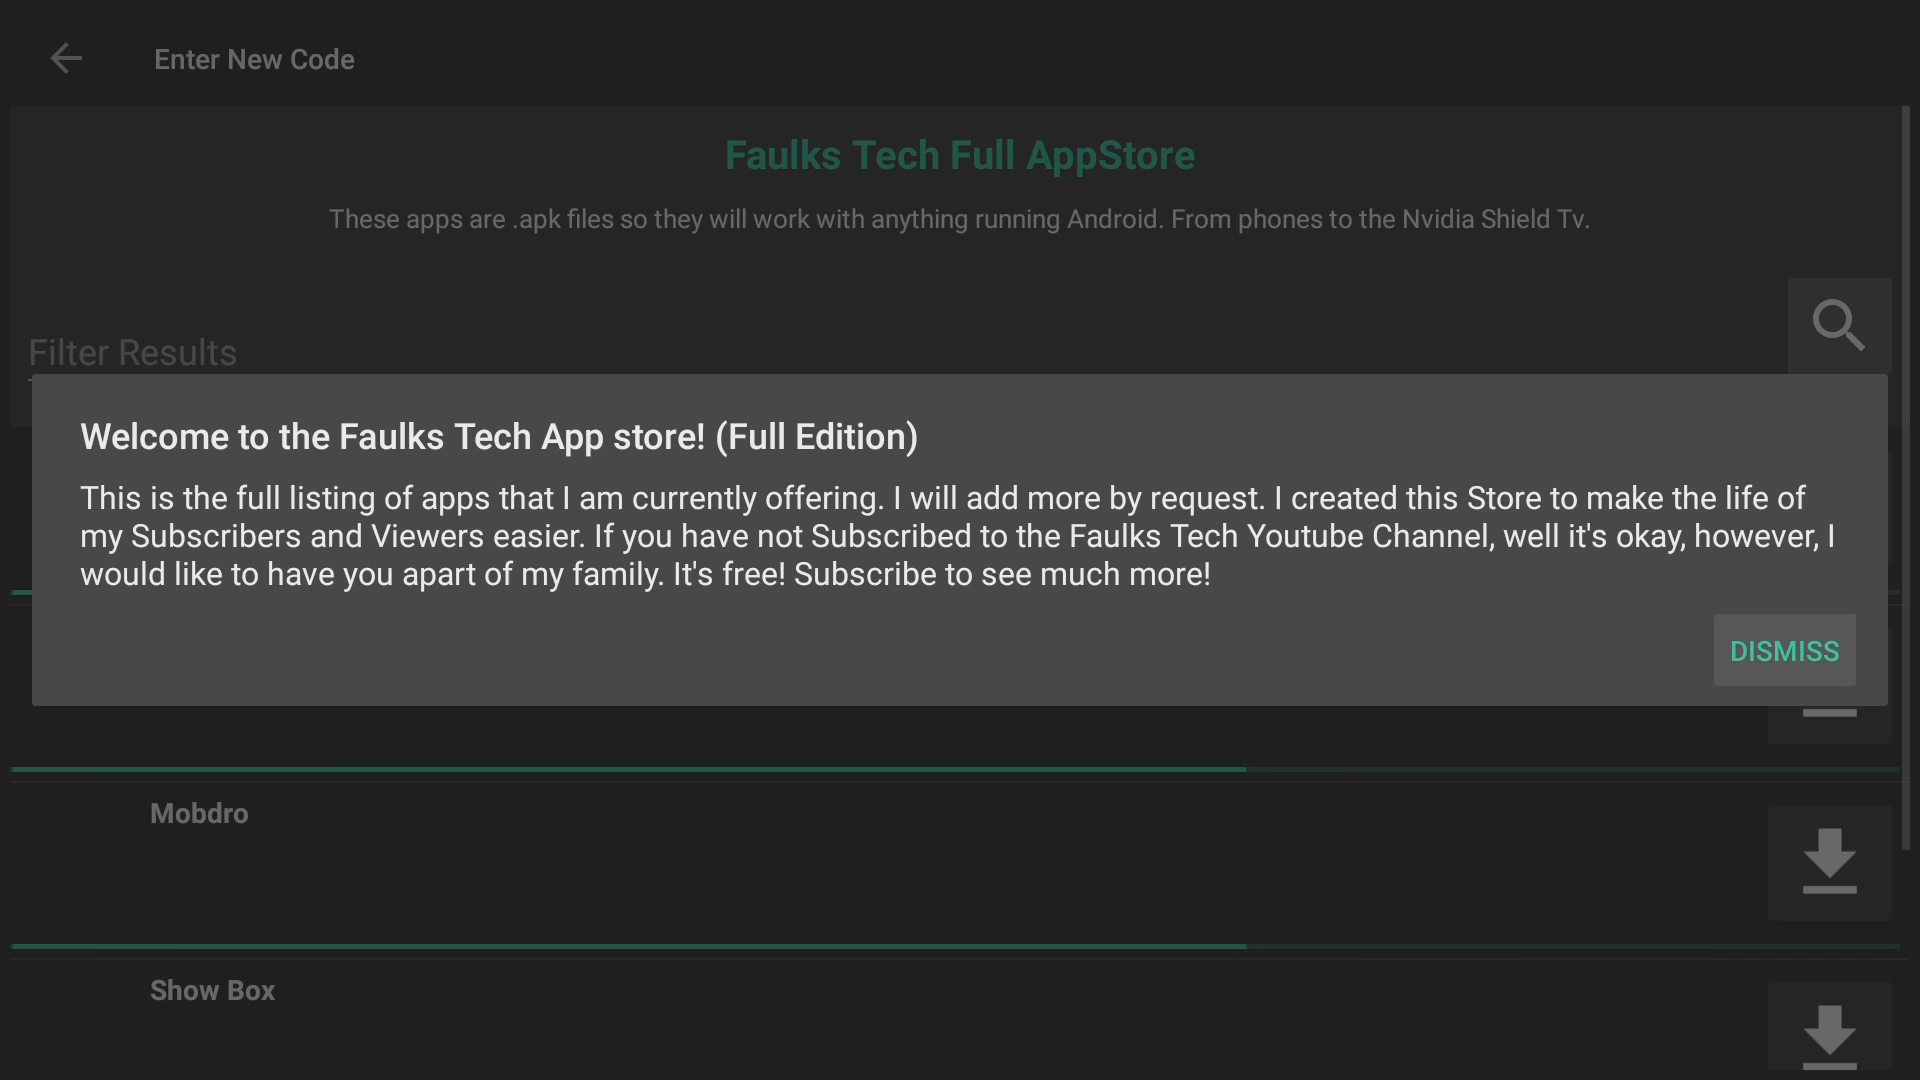 Enter New Code
Faulks Tech Full AppStore
These apps are .apk files so they will work with anything running Android. From phones to the Nvidia Shield Tv.
Filter Results
Welcome to the Faulks Tech App store! (Full Edition)
This is the full listing of apps that I am currently offering. I will add more by request. I created this Store to make the life of
my Subscribers and Viewers easier. If you have not Subscribed to the Faulks Tech Youtube Channel, well it's okay, however, I
would like to have you apart of my family. It's free! Subscribe to see much more!
DISMISS
Mobdro
Show Box